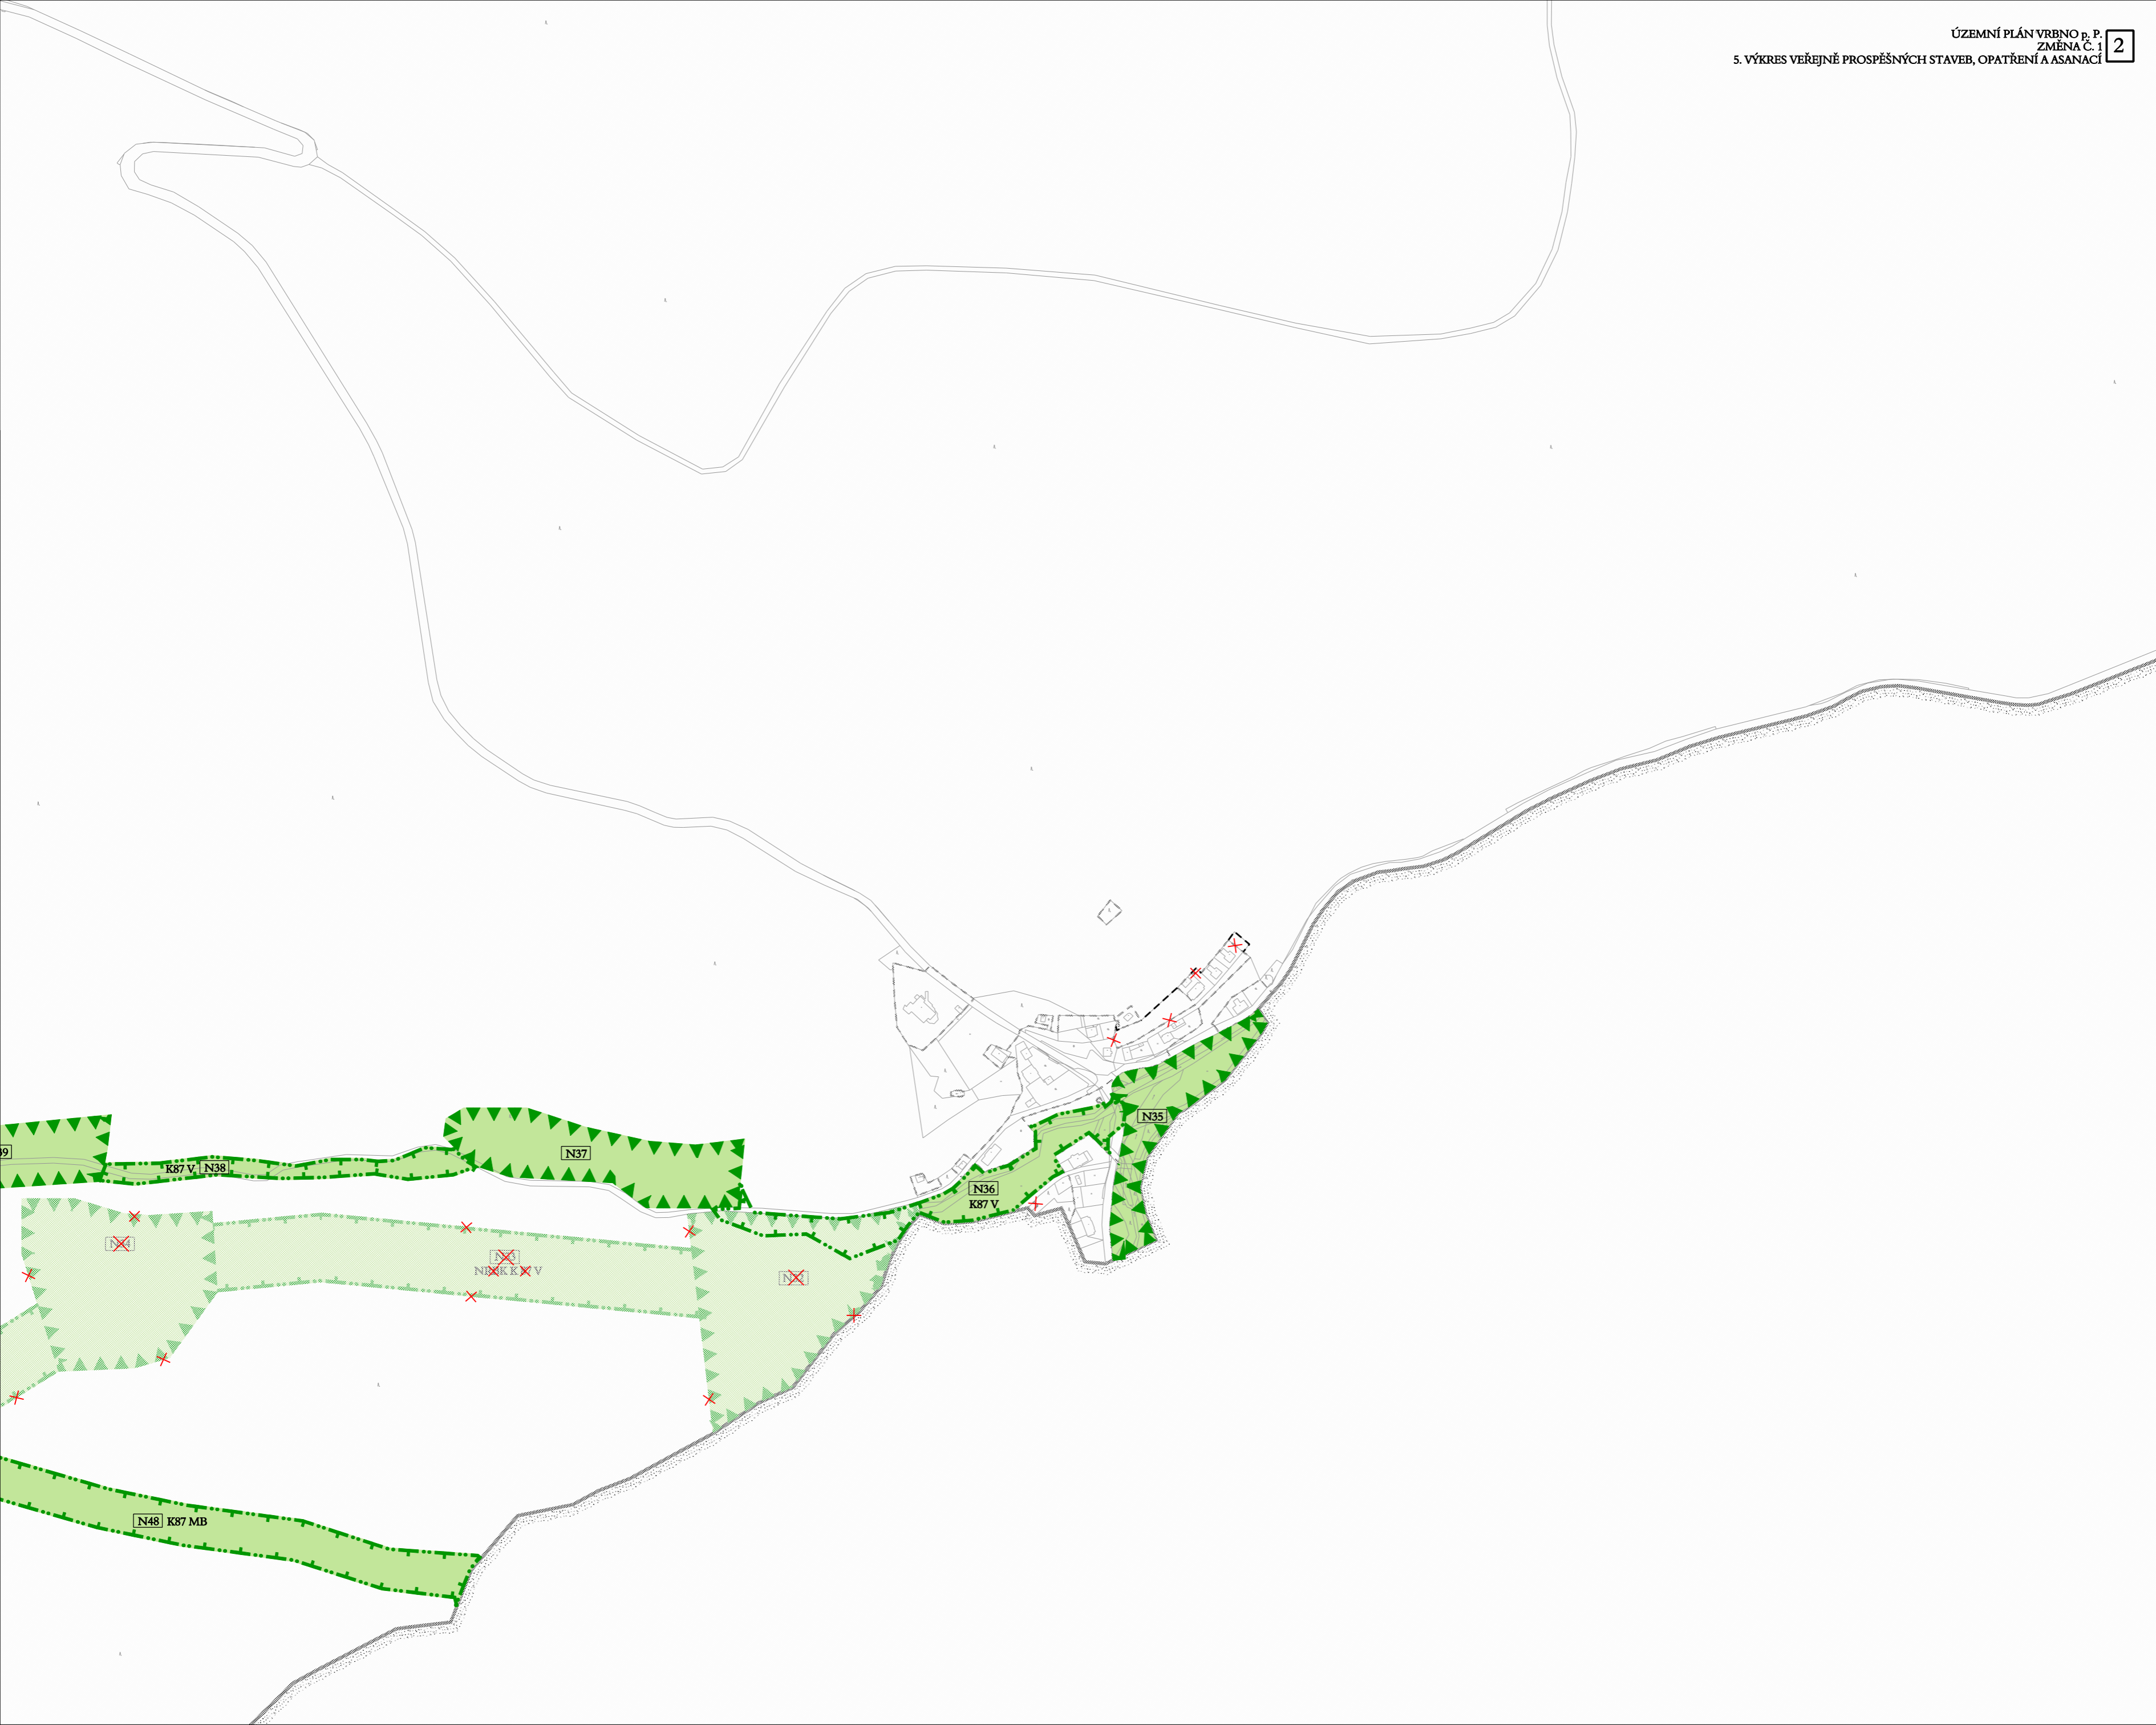 ÚZEMNÍ PLÁN VRBNO p. P.
ZMĚNA Č. 1
5. VÝKRES VEŘEJNĚ PROSPĚŠNÝCH STAVEB, OPATŘENÍ A ASANACÍ
2
N35
N37
K87 V N38
N36
K87 V
N48 K87 MB